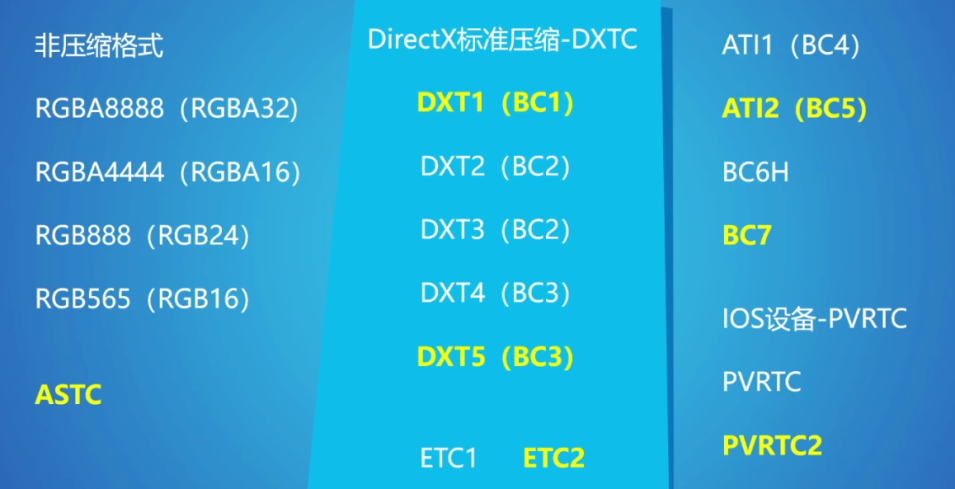 非压缩格式
RGBA8888（RGBA32)
RGBA4444（RGBA16）
RGB888（RGB24）
RGB565（RGB16）
ASTC
DirectX标准压缩-DXTC
DXT1（BC1）
DXT2（BC2）
DXT3（BC2）
DXT4（BC3）
DXT5（BC3）
ETC1 ETC2
ATI1（BC4）
ATI2（BC5）
BC6H
BC7
IOS设备-PVRTC
PVRTC
PVRTC2